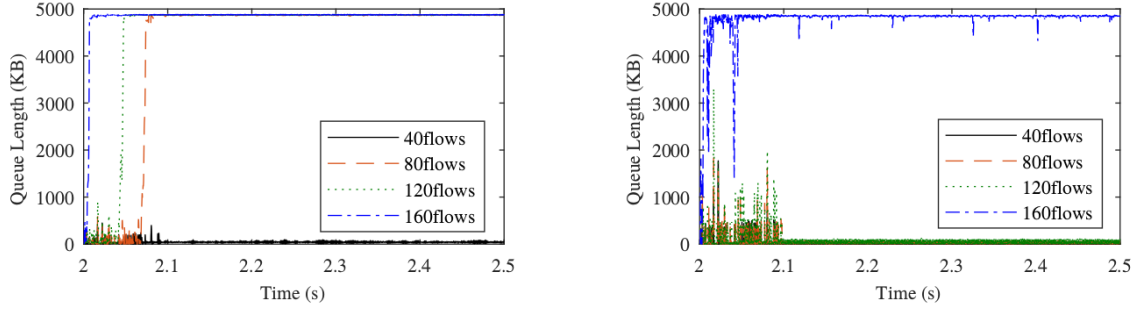 Queue Length (KB)
5000
4000
3000
2000
1000
0
40flows
80flows
120flows
160flows
2 2.1 2.2 2.3 2.4 2.5
Time (s)
Queue Length (KB)
5000
4000
3000
2000
1000
0
40flows
80flows
120flows
160flows
2 2.1 2.2 2.3 2.4 2.5
Time (s)